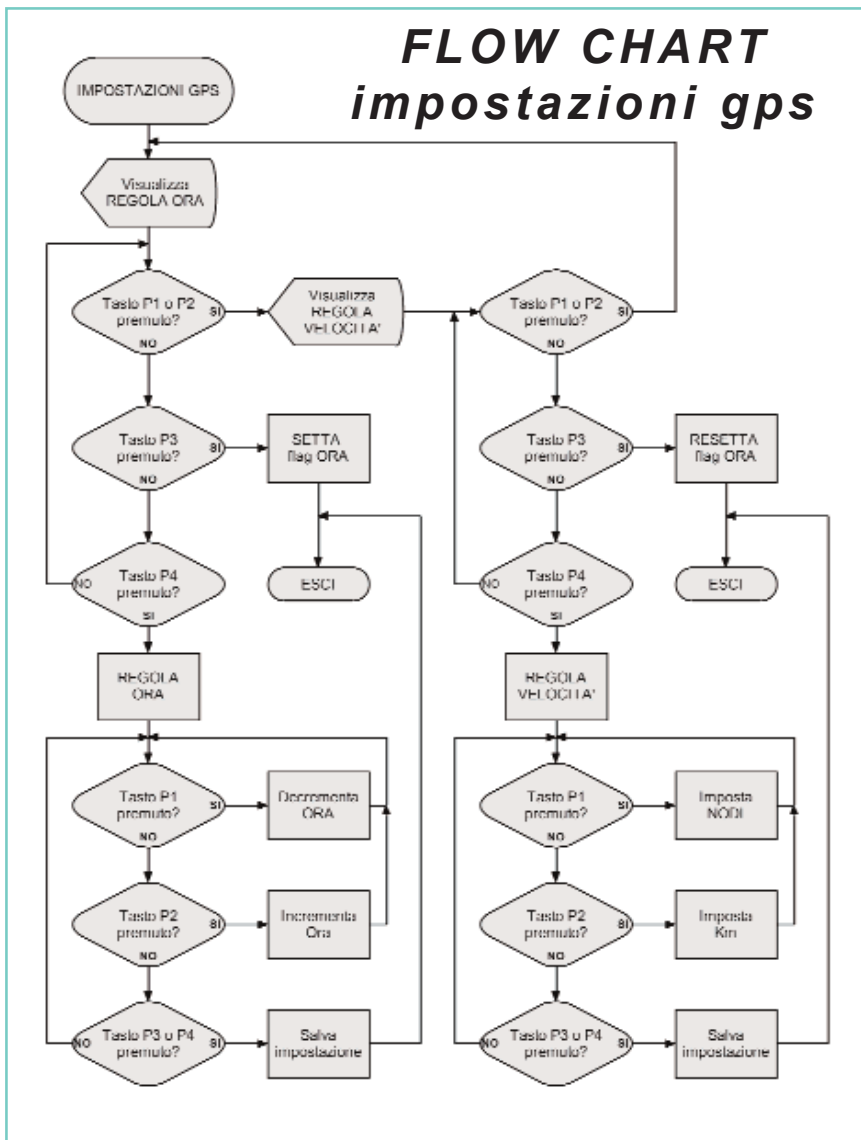 FLOW CHART
impostazioni gps
IMPOSTAZIONI GPS
Visualizza
REGOLA ORA
Tasto P1 o P2
premuto?
SI
NO
Visualizza
REGOLA
VELOCITA'
Tasto P1 o P2
premuto?
SI
NO
Tasto P3
premuto?
SI
NO
SETTA
flag ORA
Tasto P3
premuto?
SI
NO
RESETTA
flag ORA
Tasto P4
premuto?
NO
SI
ESCI
Tasto P4
premuto?
NO
SI
ESCI
REGOLA
ORA
REGOLA
VELOCITA'
Tasto P1
premuto?
SI
NO
Decrementa
ORA
Tasto P1
premuto?
SI
NO
Imposta
NODI
Tasto P2
premuto?
SI
NO
Incrementa
Ora
Tasto P2
premuto?
SI
NO
Imposta
Km
Tasto P3 o P4
premuto?
NO
SI
Salva
impostazione
Tasto P3 o P4
premuto?
NO
SI
Salva
impostazione